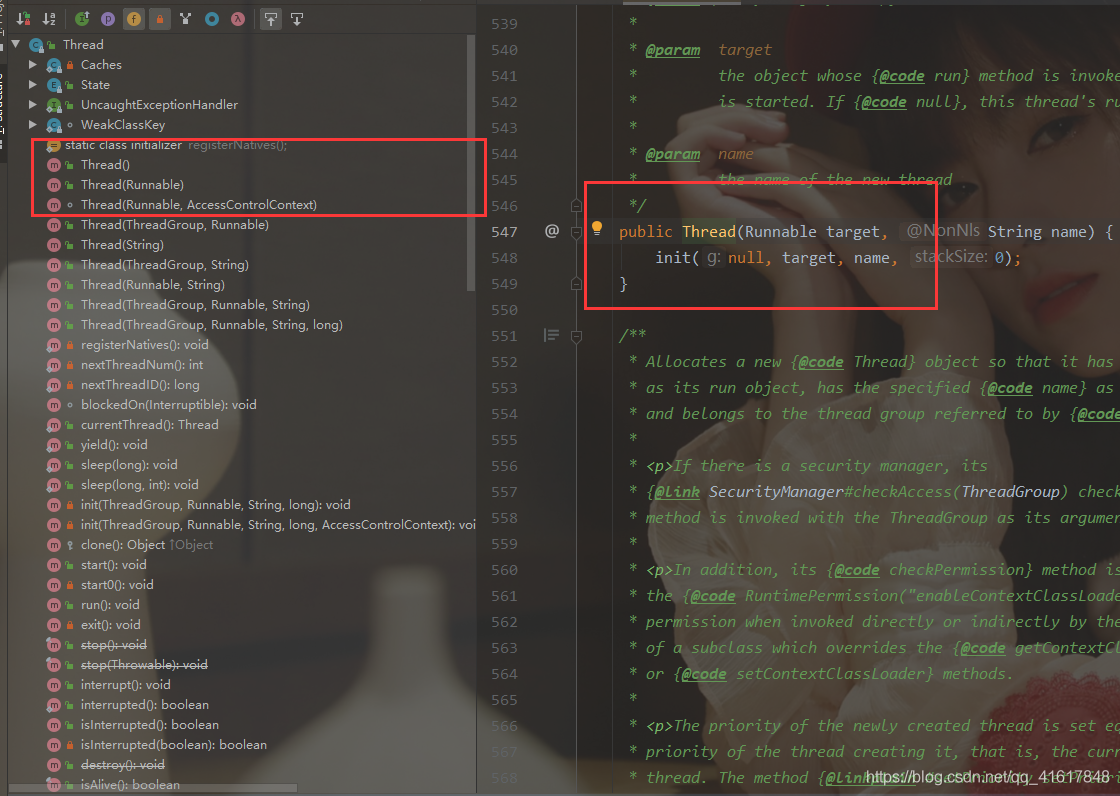 Thread
Caches
State
UncaughtExceptionHandler
WeakClassKey
static class initializer registerNatives();
Thread()
Thread(Runnable)
Thread(Runnable, AccessControlContext)
Thread(ThreadGroup, Runnable)
Thread(String)
Thread(ThreadGroup, String)
Thread(Runnable, String)
Thread(ThreadGroup, Runnable, String)
Thread(ThreadGroup, Runnable, String, long)
registerNatives(): void
nextThreadNum(): int
nextThreadID(): long
blockedOn(Interruptible): void
currentThread(): Thread
yield(): void
sleep(long): void
sleep(long, int): void
init(ThreadGroup, Runnable, String, long): void
init(ThreadGroup, Runnable, String, long, AccessControlContext): voi
clone(): Object ↑Object
start(): void
start0(): void
run(): void
exit(): void
stop(): void
stop(Throwable): void
interrupt(): void
interrupted(): boolean
isInterrupted(): boolean
isInterrupted(boolean): boolean
destroy(): void
isAlive(): boolean
539 *
540 * @param target
541 * the object whose {@code run} method is invoke
542 * is started. If {@code null}, this thread's ru
543 *
544 * @param name
545 * the name of the new thread
546 */
547 @ public Thread(Runnable target, @NonNls String name) {
548 init( g: null, target, name, stackSize: 0);
549 }
550
551 /**
552 * Allocates a new {@code Thread} object so that it has
553 * as its run object, has the specified {@code name} as
554 * and belongs to the thread group referred to by {@code
555 *
556 * <p>If there is a security manager, its
557 * {@link SecurityManager#checkAccess(ThreadGroup) check
558 * method is invoked with the ThreadGroup as its argumen
559 *
560 * <p>In addition, its {@code checkPermission} method is
561 * the {@code RuntimePermission("enableContextClassLoade
562 * permission when invoked directly or indirectly by the
563 * of a subclass which overrides the {@code getContextCl
564 * or {@code setContextClassLoader} methods.
565 *
566 * <p>The priority of the newly created thread is set eq
567 * priority of the thread creating it, that is, the curr
568 * thread. The method {@link
https://blog.csdn.net/qq_41617848